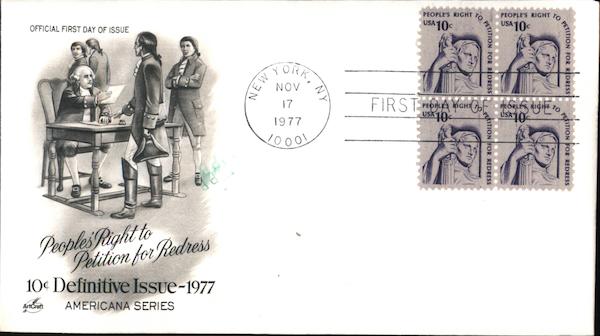 OFFICIAL FIRST DAY OF ISSUE
People's Right to
Petition for Redress
10¢ Definitive Issue-1977
ArtCraft
AMERICANA SERIES
NEW YORK, NY
NOV
17
1977
10001
FIRST
PEOPLE'S RIGHT TO PETITION FOR REDRESS
USA 10c
PEOPLE'S RIGHT TO PETITION FOR REDRESS
USA 10c
PEOPLE'S RIGHT TO PETITION FOR REDRESS
USA 10c
PEOPLE'S RIGHT TO PETITION FOR REDRESS
USA 10c